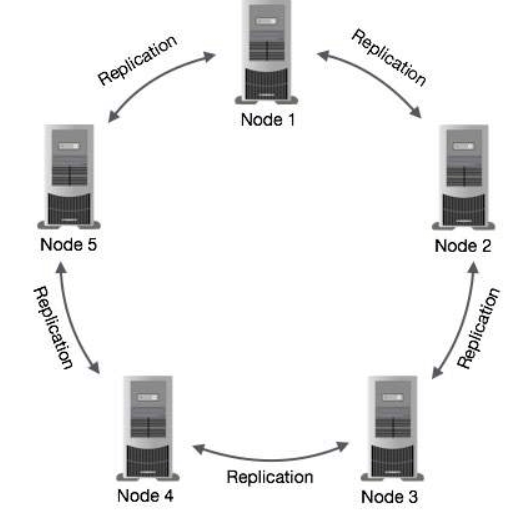 Replication
Replication
Node 1
Node 5
Node 2
Replication
Replication
Node 4
Replication
Node 3